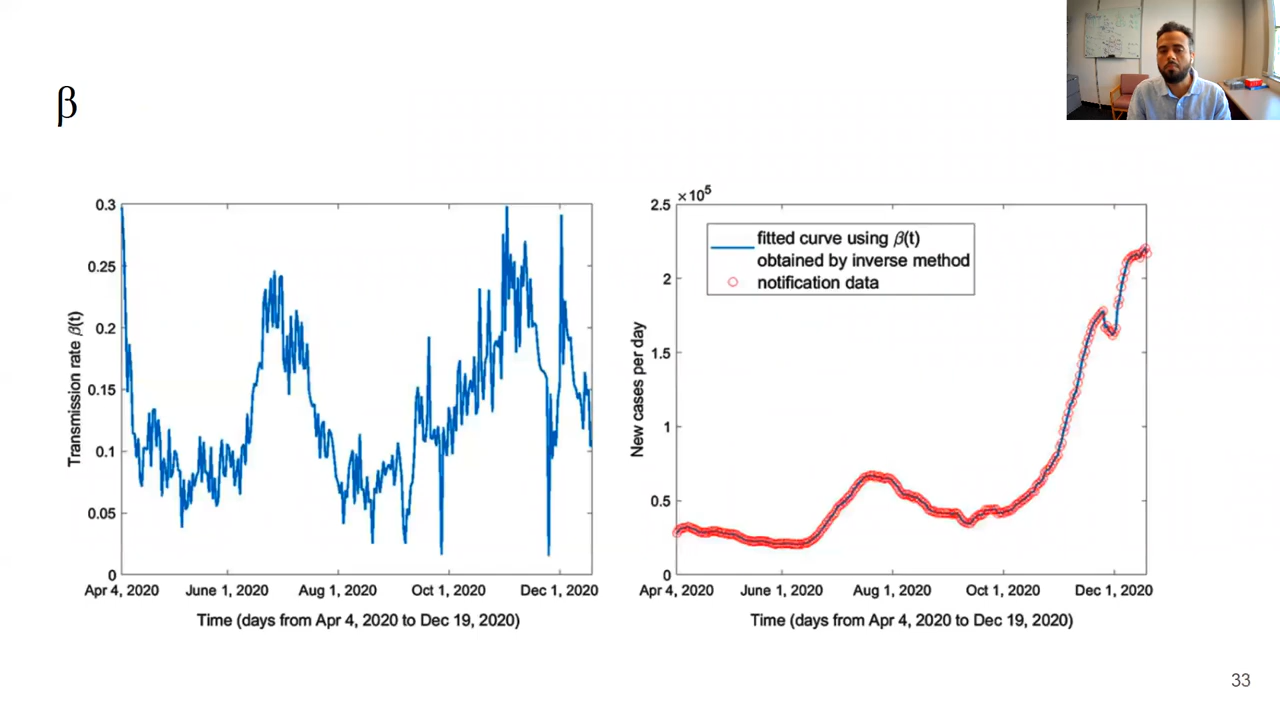 β
0.3
0.25
0.2
0.15
0.1
0.05
0
Transmission rate β(t)
Apr 4, 2020 June 1, 2020 Aug 1, 2020 Oct 1, 2020 Dec 1, 2020
Time (days from Apr 4, 2020 to Dec 19, 2020)
×10⁵
2.5
2
1.5
1
0.5
0
New cases per day
fitted curve using β(t)
obtained by inverse method
notification data
Apr 4, 2020 June 1, 2020 Aug 1, 2020 Oct 1, 2020 Dec 1, 2020
Time (days from Apr 4, 2020 to Dec 19, 2020)
33